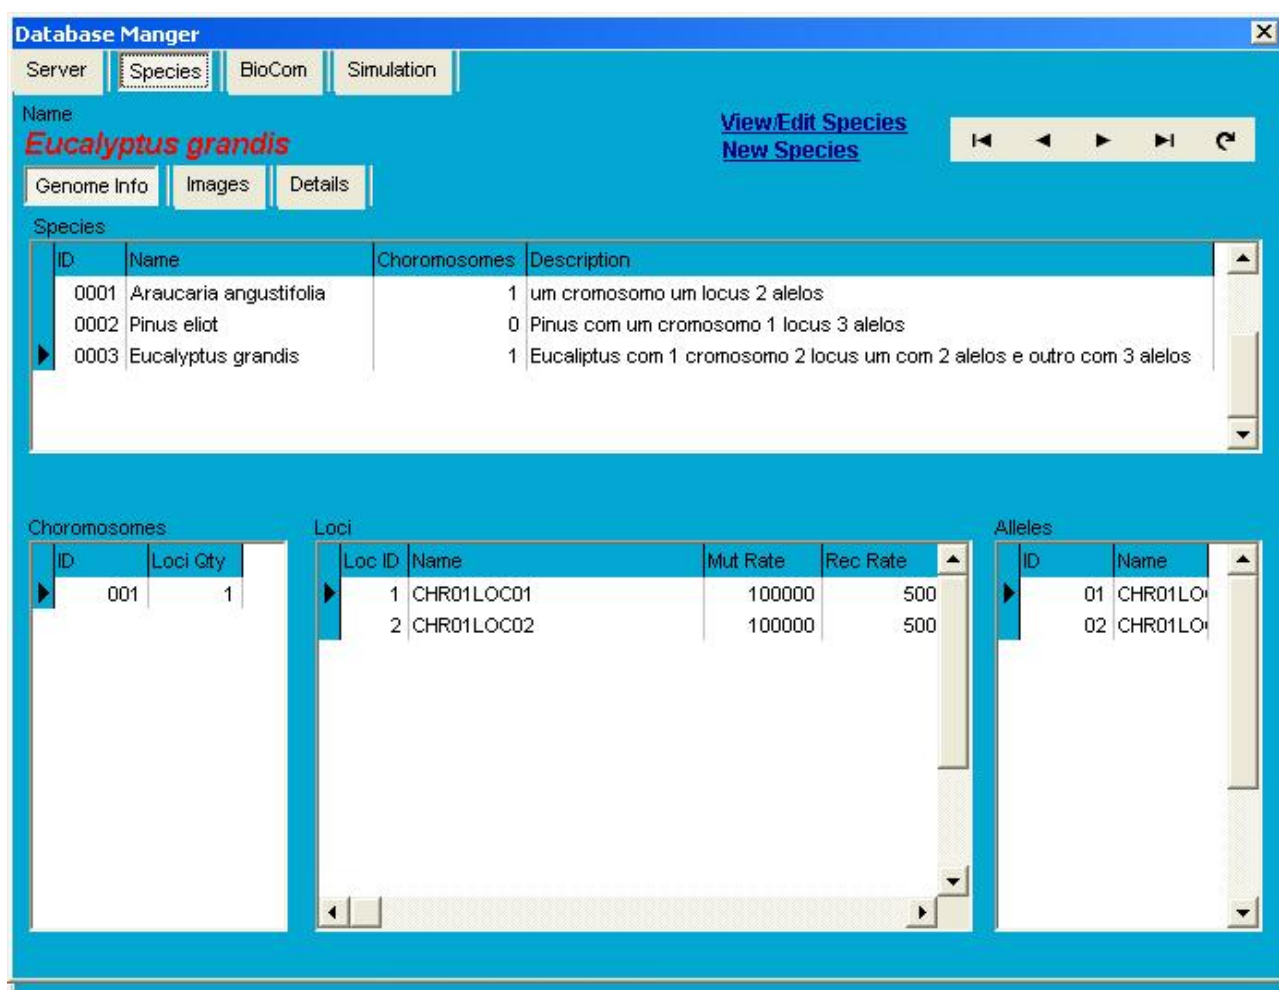 Database Manger
Server Species BioCom Simulation
Name
Eucalyptus grandis
View/Edit Species
New Species
Genome Info Images Details
Species
ID Name Choromosomes Description
0001 Araucaria angustifolia 1 um cromosomo um locus 2 alelos
0002 Pinus eliot 0 Pinus com um cromosomo 1 locus 3 alelos
0003 Eucalyptus grandis 1 Eucaliptus com 1 cromosomo 2 locus um com 2 alelos e outro com 3 alelos
Choromosomes Loci Alleles
ID Loci Qty Loc ID Name Mut Rate Rec Rate ID Name
001 1 1 CHR01LOC01 100000 500 01 CHR01LO
2 CHR01LOC02 100000 500 02 CHR01LO